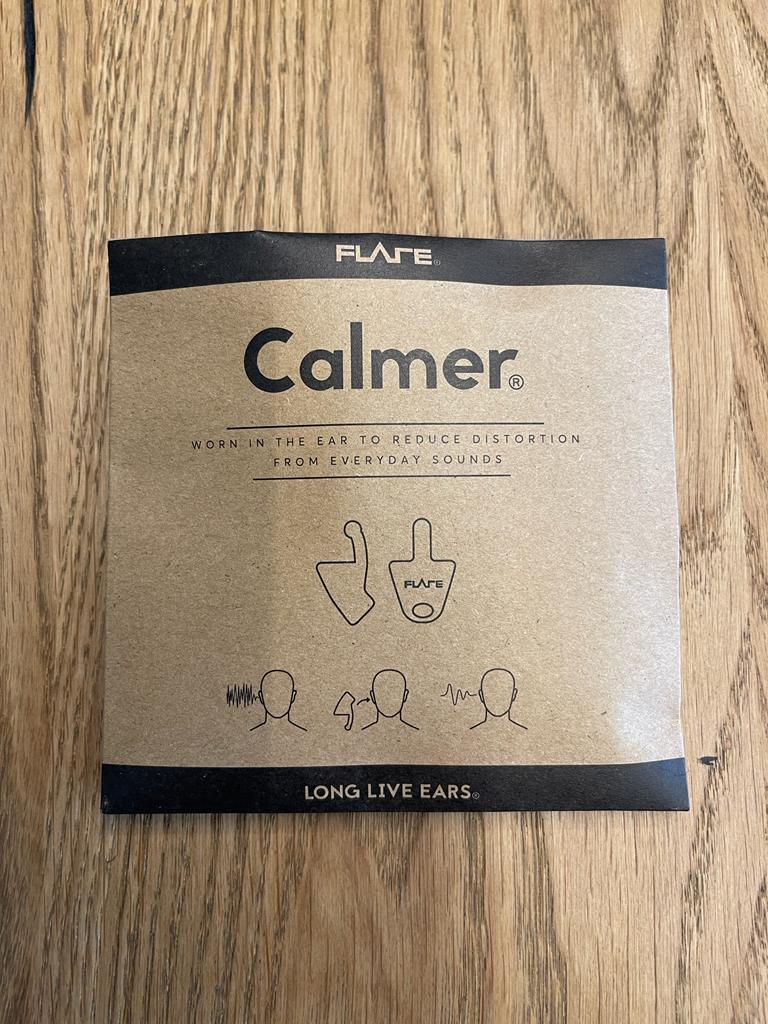 FLARE®
Calmer®
WORN IN THE EAR TO REDUCE DISTORTION
FROM EVERYDAY SOUNDS
FLARE
LONG LIVE EARS®